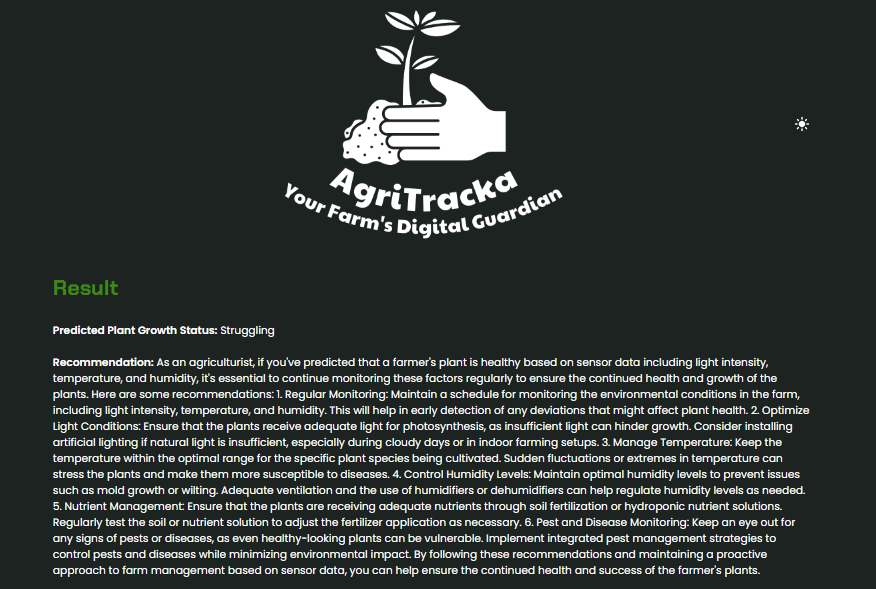 AgriTracka
Your Farm's Digital Guardian
Result
Predicted Plant Growth Status: Struggling
Recommendation: As an agriculturist, if you've predicted that a farmer's plant is healthy based on sensor data including light intensity,
temperature, and humidity, it's essential to continue monitoring these factors regularly to ensure the continued health and growth of the
plants. Here are some recommendations: 1. Regular Monitoring: Maintain a schedule for monitoring the environmental conditions in the farm,
including light intensity, temperature, and humidity. This will help in early detection of any deviations that might affect plant health. 2. Optimize
Light Conditions: Ensure that the plants receive adequate light for photosynthesis, as insufficient light can hinder growth. Consider installing
artificial lighting if natural light is insufficient, especially during cloudy days or in indoor farming setups. 3. Manage Temperature: Keep the
temperature within the optimal range for the specific plant species being cultivated. Sudden fluctuations or extremes in temperature can
stress the plants and make them more susceptible to diseases. 4. Control Humidity Levels: Maintain optimal humidity levels to prevent issues
such as mold growth or wilting. Adequate ventilation and the use of humidifiers or dehumidifiers can help regulate humidity levels as needed.
5. Nutrient Management: Ensure that the plants are receiving adequate nutrients through soil fertilization or hydroponic nutrient solutions.
Regularly test the soil or nutrient solution to adjust the fertilizer application as necessary. 6. Pest and Disease Monitoring: Keep an eye out for
any signs of pests or diseases, as even healthy-looking plants can be vulnerable. Implement integrated pest management strategies to
control pests and diseases while minimizing environmental impact. By following these recommendations and maintaining a proactive
approach to farm management based on sensor data, you can help ensure the continued health and success of the farmer's plants.